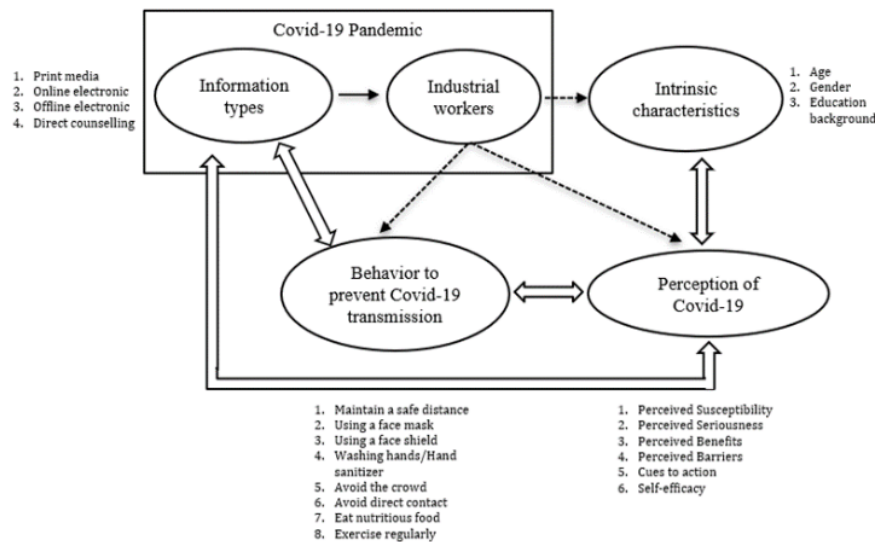 Covid-19 Pandemic
1. Print media
2. Online electronic
3. Offline electronic
4. Direct counselling
Information
types
Industrial
workers
Intrinsic
characteristics
1. Age
2. Gender
3. Education
background
Behavior to
prevent Covid-19
transmission
Perception of
Covid-19
1. Maintain a safe distance
2. Using a face mask
3. Using a face shield
4. Washing hands/Hand
sanitizer
5. Avoid the crowd
6. Avoid direct contact
7. Eat nutritious food
8. Exercise regularly
1. Perceived Susceptibility
2. Perceived Seriousness
3. Perceived Benefits
4. Perceived Barriers
5. Cues to action
6. Self-efficacy